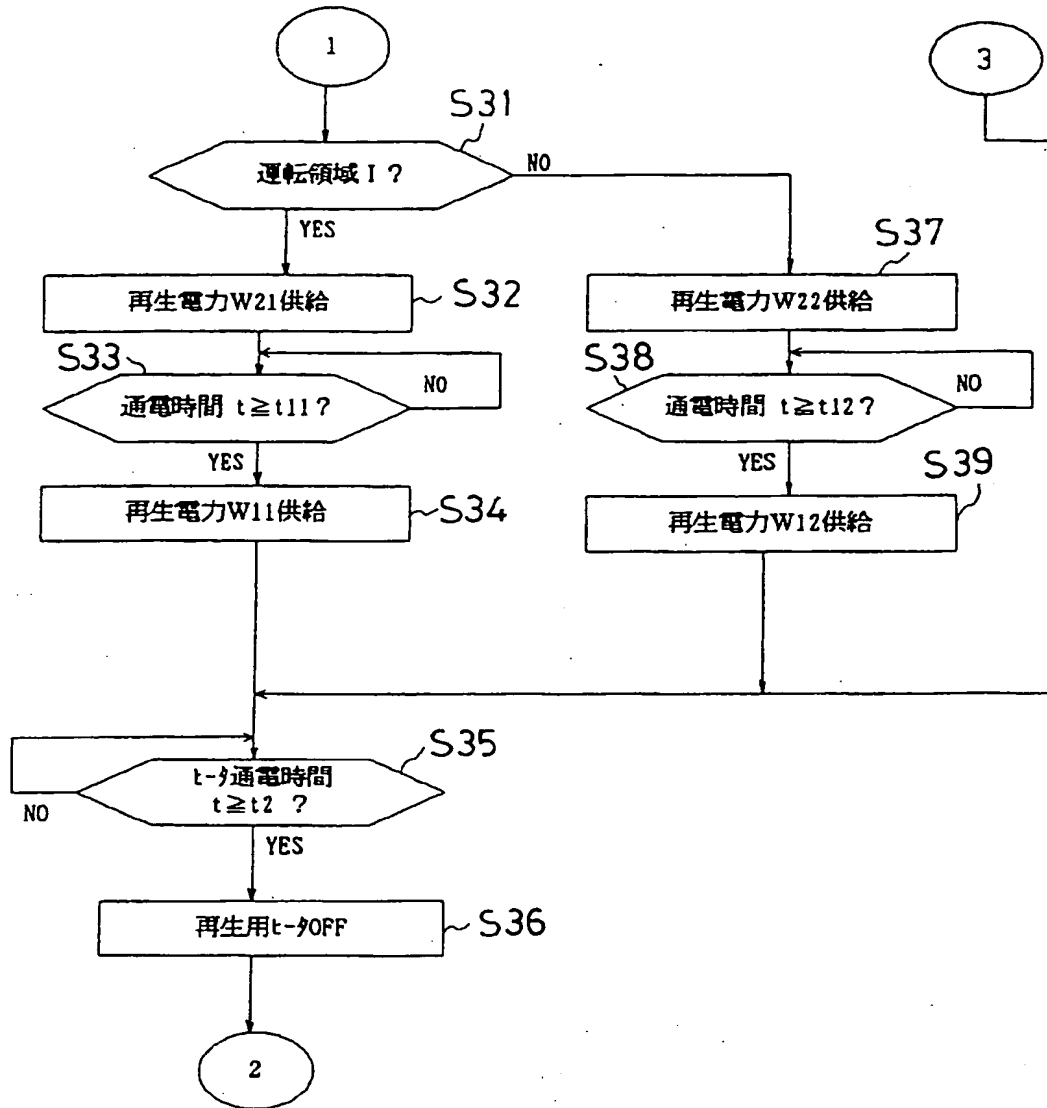 1
3
S31
運転領域Ⅰ?
NO
YES
S37
再生電力W21供給
S32
再生電力W22供給
S33
S38
通電時間 t≧t11?
NO
通電時間 t≧t12?
NO
YES
YES
S39
再生電力W11供給
S34
再生電力W12供給
S35
ﾋｰﾀ通電時間
t≧t2 ?
NO
YES
再生用ﾋｰﾀOFF
S36
2